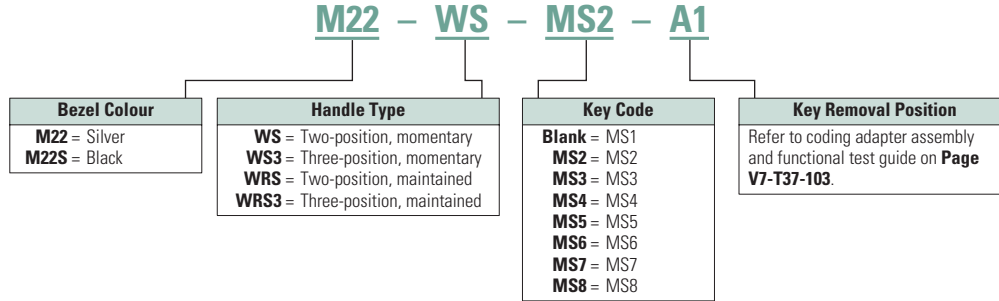 M22 – WS – MS2 – A1
Bezel Colour
M22 = Silver
M22S = Black
Handle Type
WS = Two-position, momentary
WS3 = Three-position, momentary
WRS = Two-position, maintained
WRS3 = Three-position, maintained
Key Code
Blank = MS1
MS2 = MS2
MS3 = MS3
MS4 = MS4
MS5 = MS5
MS6 = MS6
MS7 = MS7
MS8 = MS8
Key Removal Position
Refer to coding adapter assembly
and functional test guide on Page
V7-T37-103.